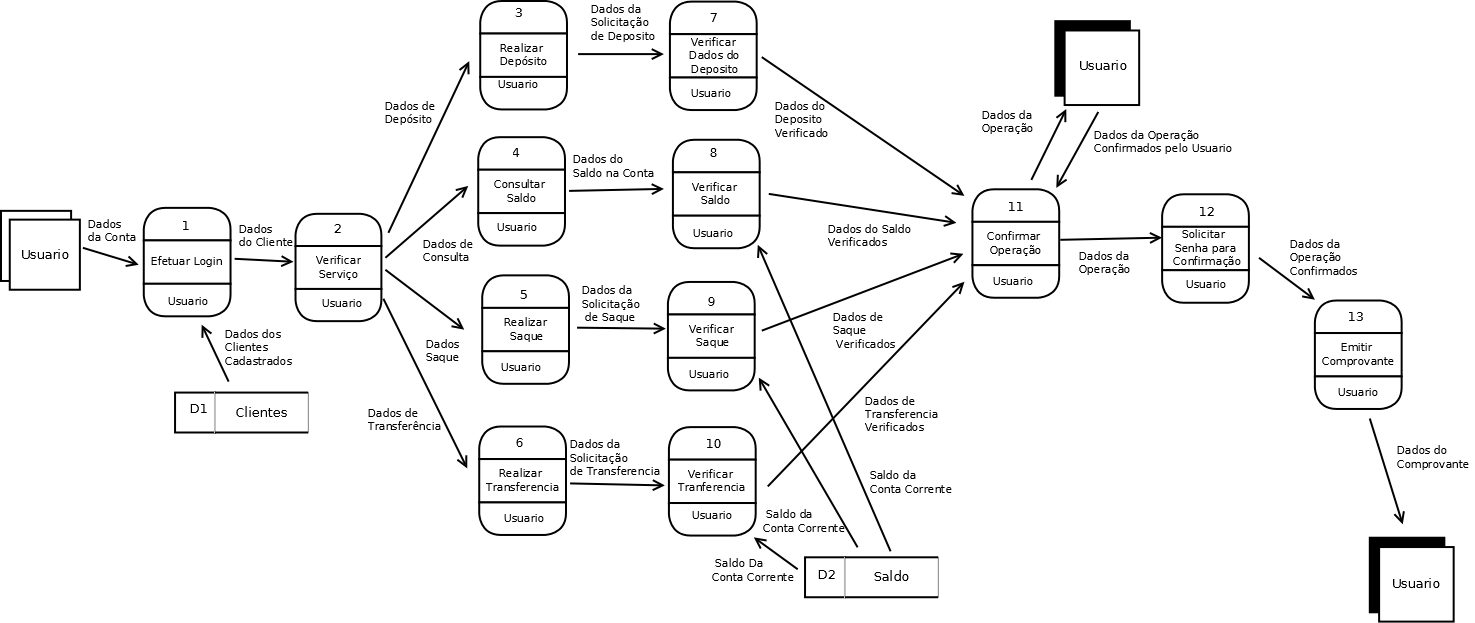 Usuario
Dados
da Conta
1
Efetuar Login
Usuario
Dados
do Cliente
Dados dos
Clientes
Cadastrados
D1
Clientes
2
Verificar
Serviço
Usuario
Dados de
Depósito
Dados de
Consulta
Dados
Saque
Dados de
Transferência
3
Realizar
Depósito
Usuario
Dados da
Solicitação
de Deposito
7
Verificar
Dados do
Deposito
Usuario
Dados do
Deposito
Verificado
4
Consultar
Saldo
Usuario
Dados do
Saldo na Conta
8
Verificar
Saldo
Usuario
Dados do Saldo
Verificados
5
Realizar
Saque
Usuario
Dados da
Solicitação
de Saque
9
Verificar
Saque
Usuario
Dados de
Saque
Verificados
6
Realizar
Transferencia
Usuario
Dados da
Solicitação
de Transferencia
10
Verificar
Tranferencia
Usuario
Dados de
Transferencia
Verificados
Saldo da
Conta Corrente
Saldo da
Conta Corrente
Saldo Da
Conta Corrente
D2
Saldo
Usuario
Dados da
Operação
Dados da Operação
Confirmados pelo Usuario
11
Confirmar
Operação
Usuario
Dados da
Operação
12
Solicitar
Senha para
Confirmação
Usuario
Dados da
Operação
Confirmados
13
Emitir
Comprovante
Usuario
Dados do
Comprovante
Usuario